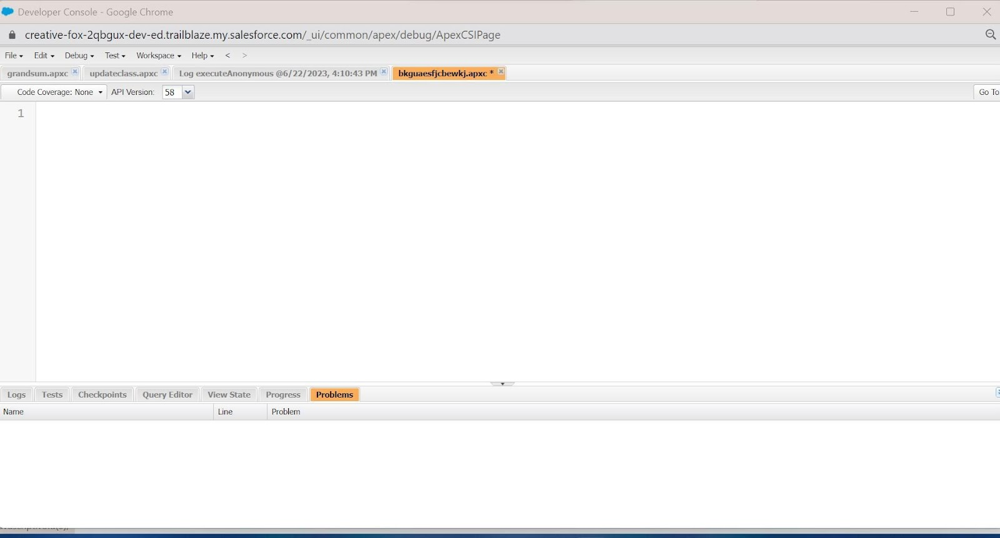 Developer Console - Google Chrome
creative-fox-2qbgux-dev-ed.trailblaze.my.salesforce.com/_ui/common/apex/debug/ApexCSIPage
File Edit Debug Test Workspace Help < >
grandsum.apxc updateclass.apxc Log executeAnonymous @6/22/2023, 4:10:43 PM bkguaesfjcbewkj.apxc *
Code Coverage: None API Version: 58 Go To
1
Logs Tests Checkpoints Query Editor View State Progress Problems
Name Line Problem